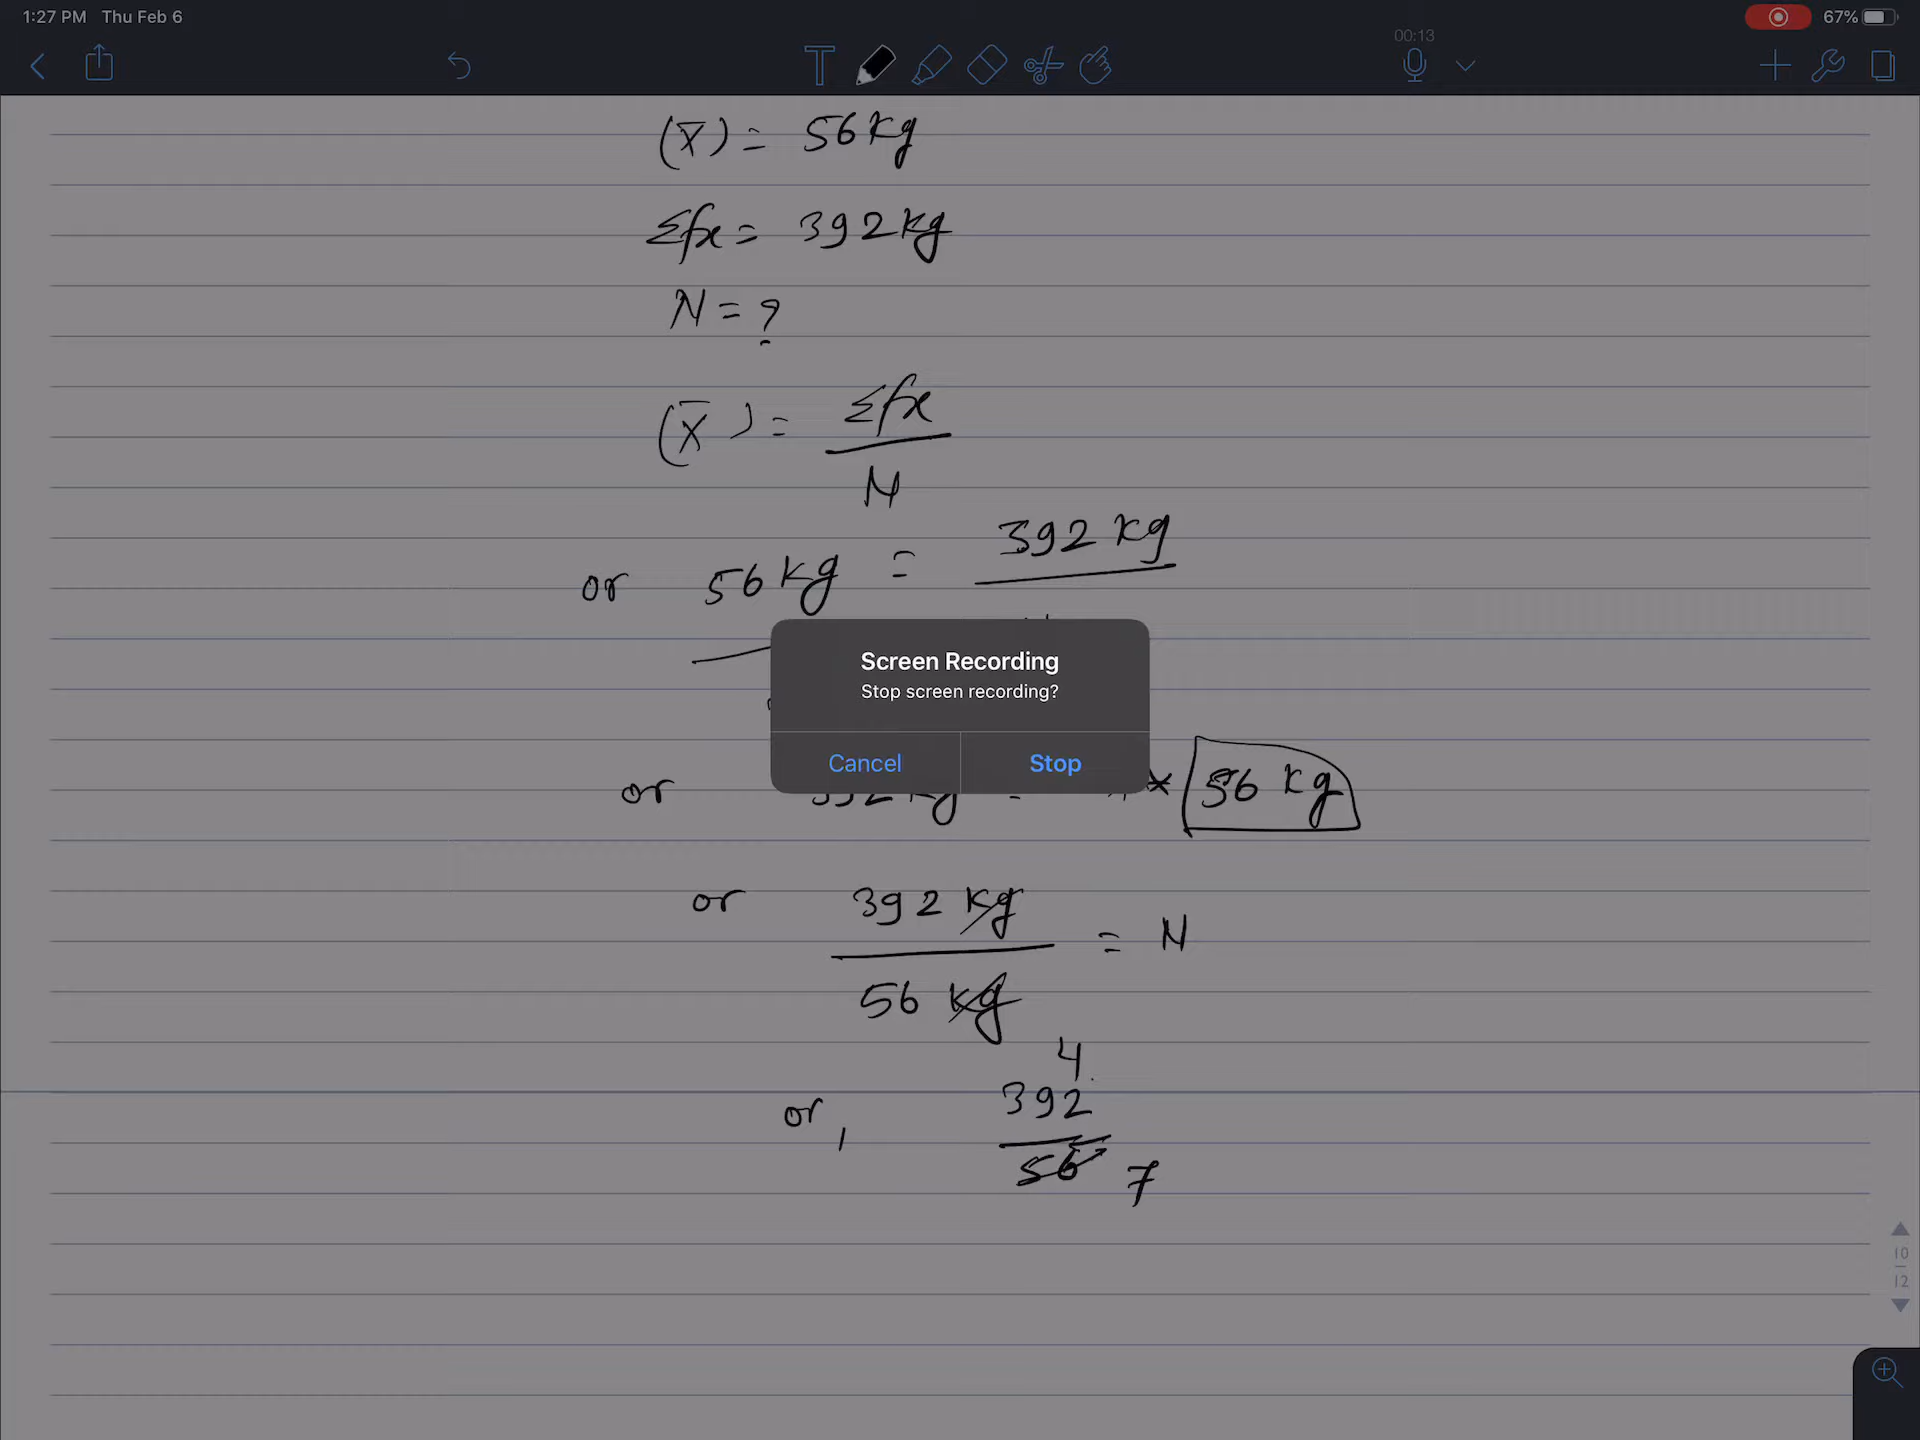 1:27 PM Thu Feb 6
67%
00:13
(X̄) = 56 Kg
Σfx = 392 Kg
N = ?
(X̄) = Σfx
N
or 56 Kg = 392 Kg
Screen Recording
Stop screen recording?
Cancel Stop
or 392 Kg = × 56 Kg
or 392 Kg = N
56 Kg
4
or, 392
56 7
10
12